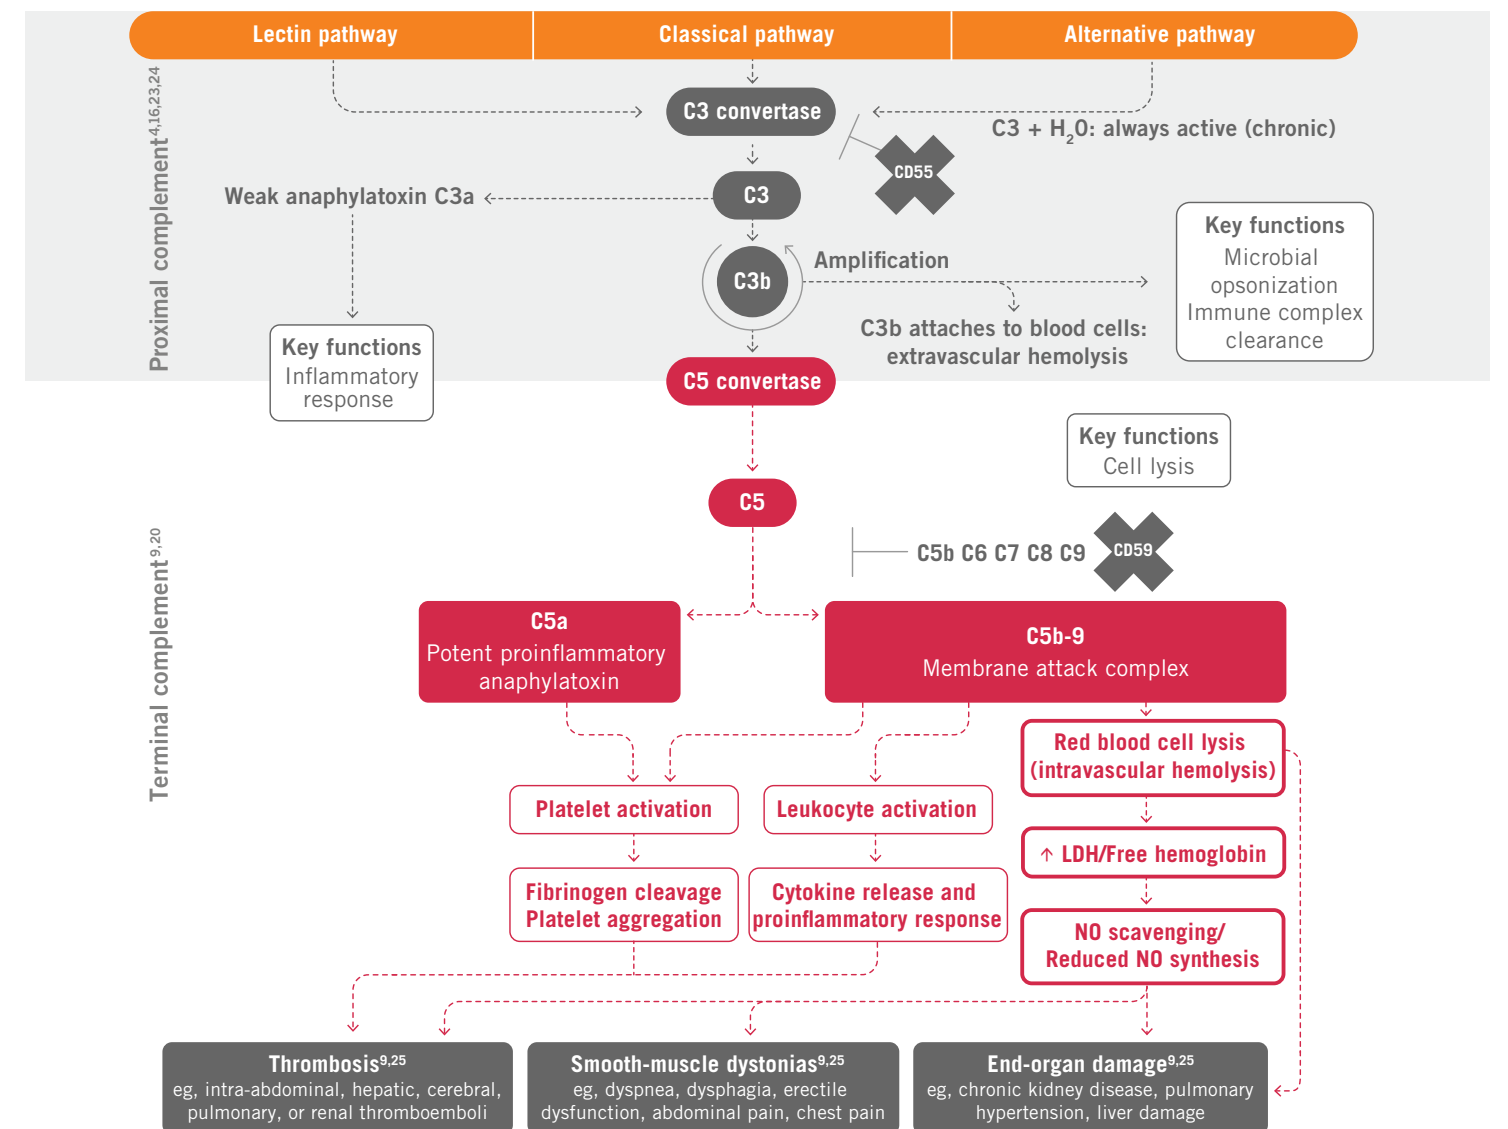 Lectin pathway
Classical pathway
Alternative pathway
Proximal complement4,16,23,24
C3 convertase
C3 + H2O: always active (chronic)
CD55
Weak anaphylatoxin C3a
C3
Key functions
Microbial
opsonization
Immune complex
clearance
Amplification
C3b
C3b attaches to blood cells:
extravascular hemolysis
Key functions
Inflammatory
response
C5 convertase
Key functions
Cell lysis
Terminal complement9,20
C5
C5b C6 C7 C8 C9
CD59
C5a
Potent proinflammatory
anaphylatoxin
C5b-9
Membrane attack complex
Red blood cell lysis
(intravascular hemolysis)
Platelet activation
Leukocyte activation
↑ LDH/Free hemoglobin
Fibrinogen cleavage
Platelet aggregation
Cytokine release and
proinflammatory response
NO scavenging/
Reduced NO synthesis
Thrombosis9,25
eg, intra-abdominal, hepatic, cerebral,
pulmonary, or renal thromboemboli
Smooth-muscle dystonias9,25
eg, dyspnea, dysphagia, erectile
dysfunction, abdominal pain, chest pain
End-organ damage9,25
eg, chronic kidney disease, pulmonary
hypertension, liver damage